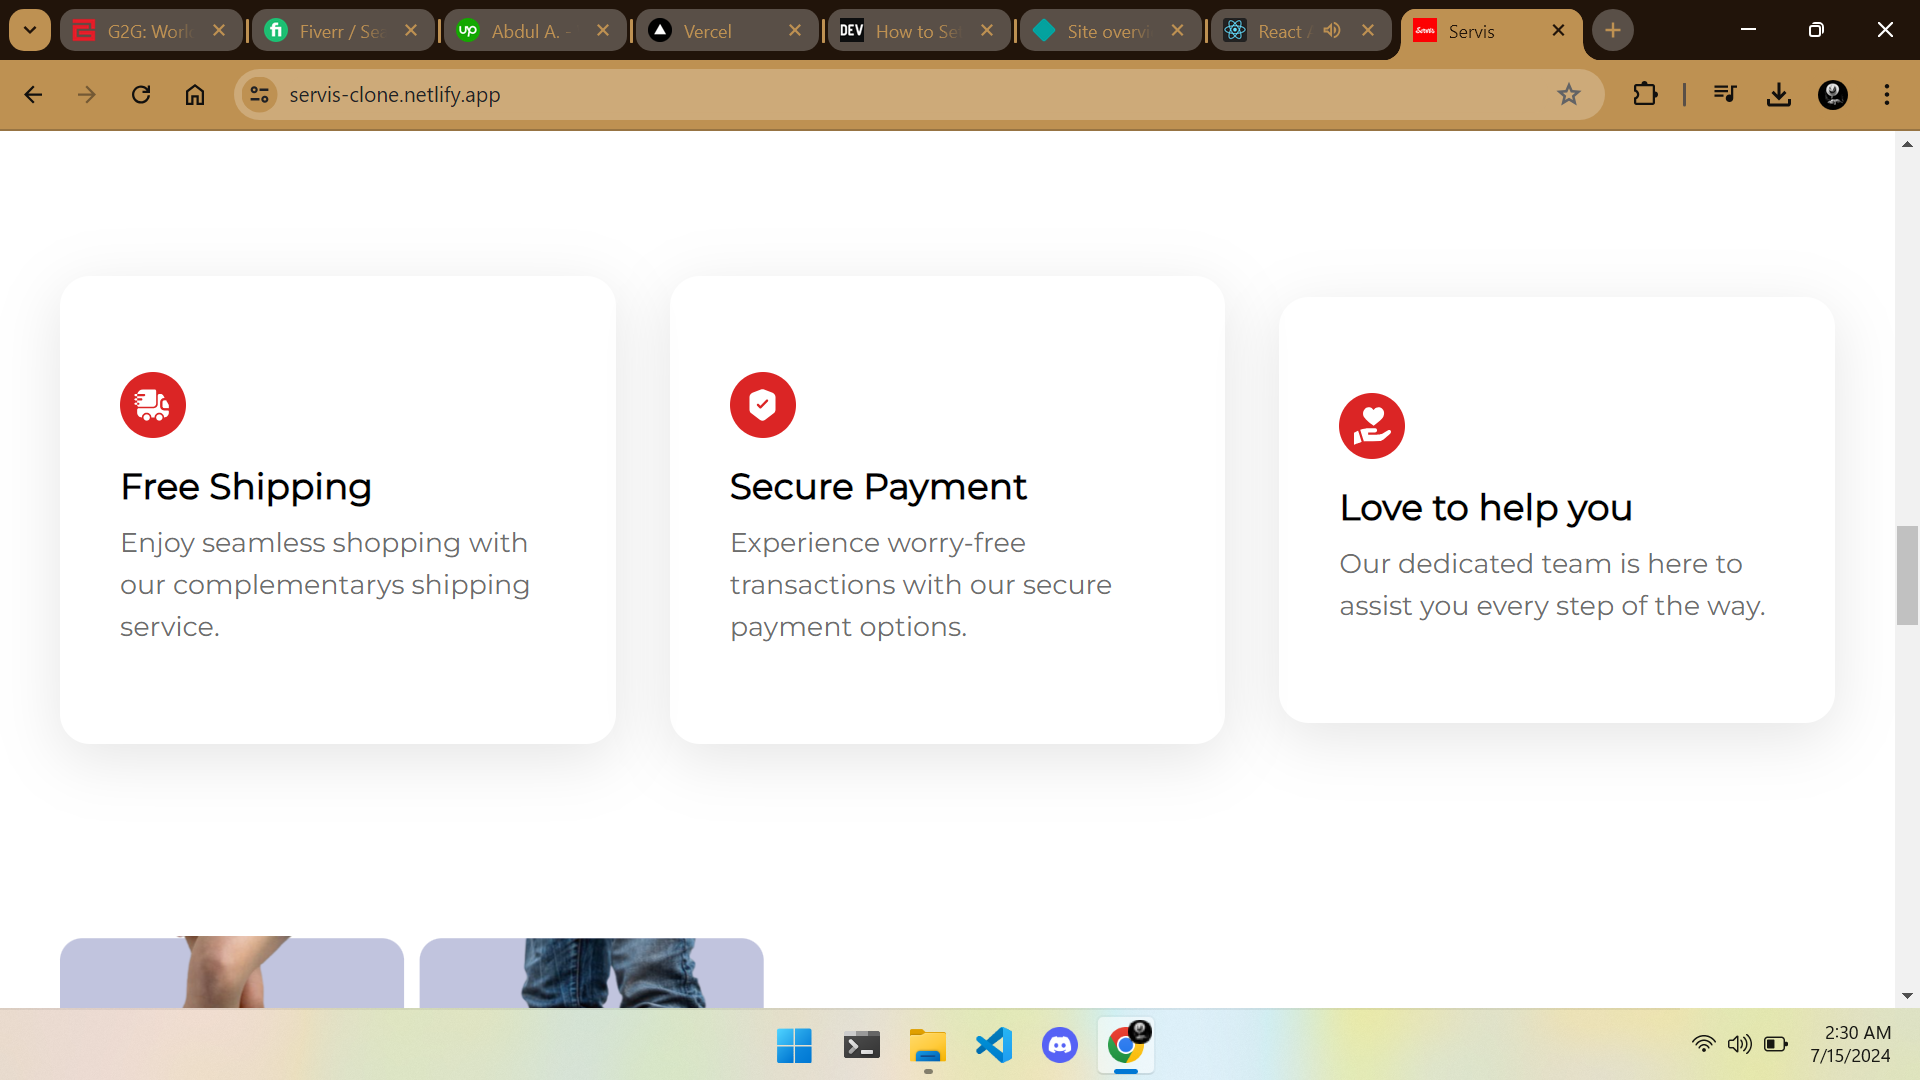 G2G: Worl
Fiverr / Sea
Abdul A. -
Vercel
DEV
How to Set
Site overvi
React A
Servis
servis-clone.netlify.app
Free Shipping
Enjoy seamless shopping with
our complementarys shipping
service.
Secure Payment
Experience worry-free
transactions with our secure
payment options.
Love to help you
Our dedicated team is here to
assist you every step of the way.
2:30 AM
7/15/2024